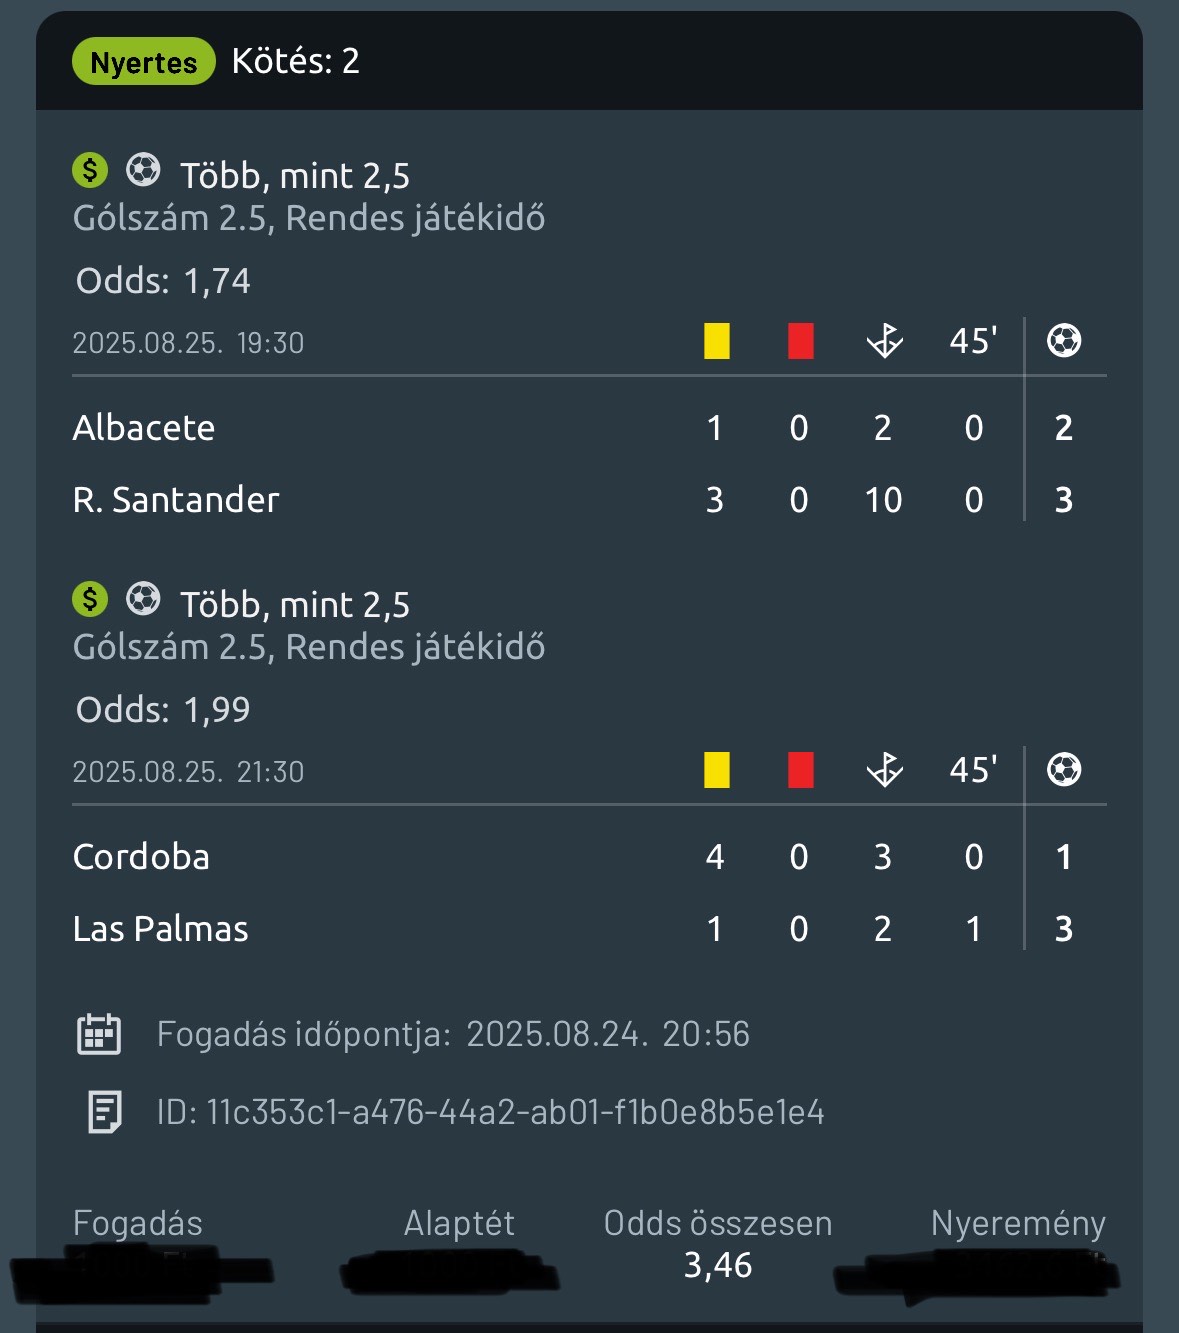 Nyertes Kötés: 2
$ Több, mint 2,5
Gólszám 2.5, Rendes játékidő
Odds: 1,74
2025.08.25. 19:30 45'
Albacete 1 0 2 0 2
R. Santander 3 0 10 0 3
$ Több, mint 2,5
Gólszám 2.5, Rendes játékidő
Odds: 1,99
2025.08.25. 21:30 45'
Cordoba 4 0 3 0 1
Las Palmas 1 0 2 1 3
Fogadás időpontja: 2025.08.24. 20:56
ID: 11c353c1-a476-44a2-ab01-f1b0e8b5e1e4
Fogadás Alaptét Odds összesen Nyeremény
3,46